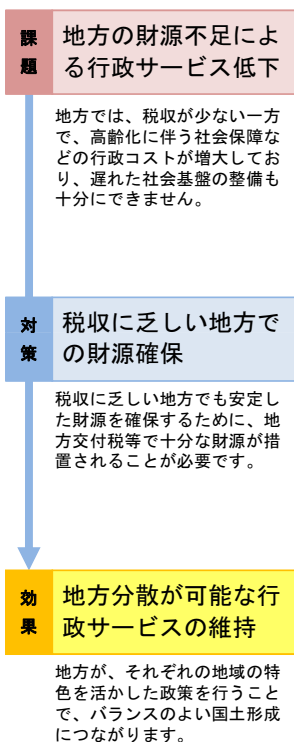 課
題
地方の財源不足によ
る行政サービス低下
地方では、税収が少ない一方
で、高齢化に伴う社会保障な
どの行政コストが増大してお
り、遅れた社会基盤の整備も
十分にできません。
対
策
税収に乏しい地方で
の財源確保
税収に乏しい地方でも安定し
た財源を確保するために、地
方交付税等で十分な財源が措
置されることが必要です。
効
果
地方分散が可能な行
政サービスの維持
地方が、それぞれの地域の特
色を活かした政策を行うこと
で、バランスのよい国土形成
につながります。